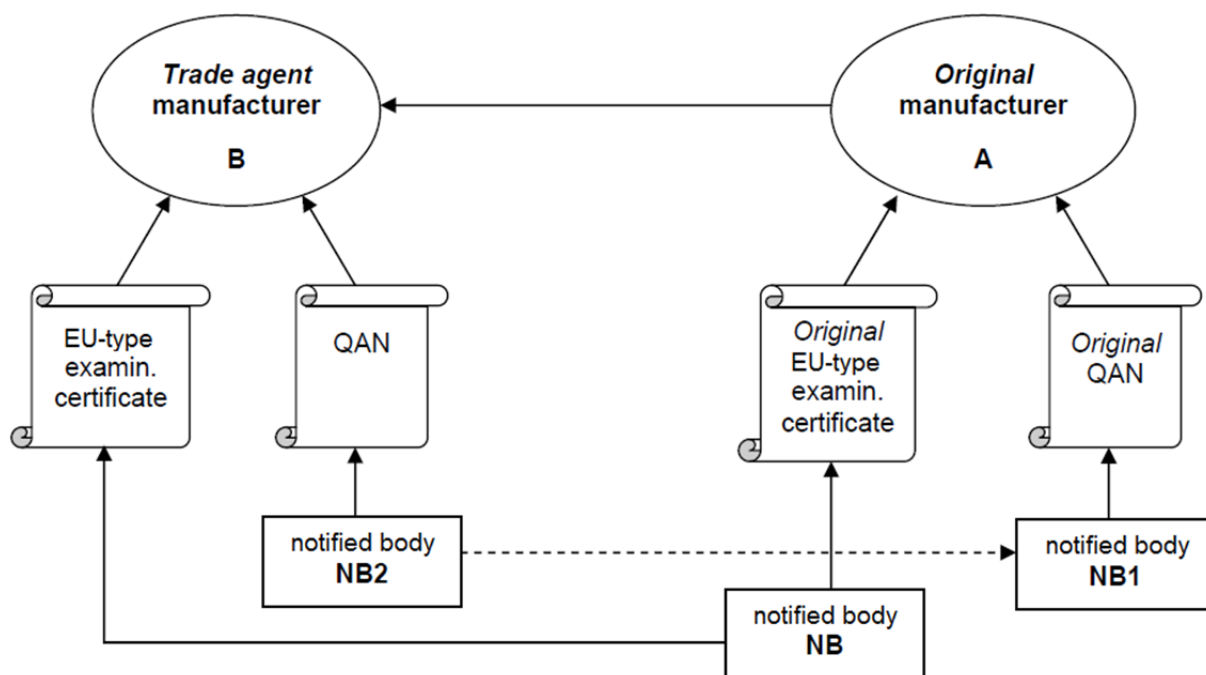 Trade agent
manufacturer
B
Original
manufacturer
A
EU-type
examin.
certificate
QAN
Original
EU-type
examin.
certificate
Original
QAN
notified body
NB2
notified body
NB1
notified body
NB